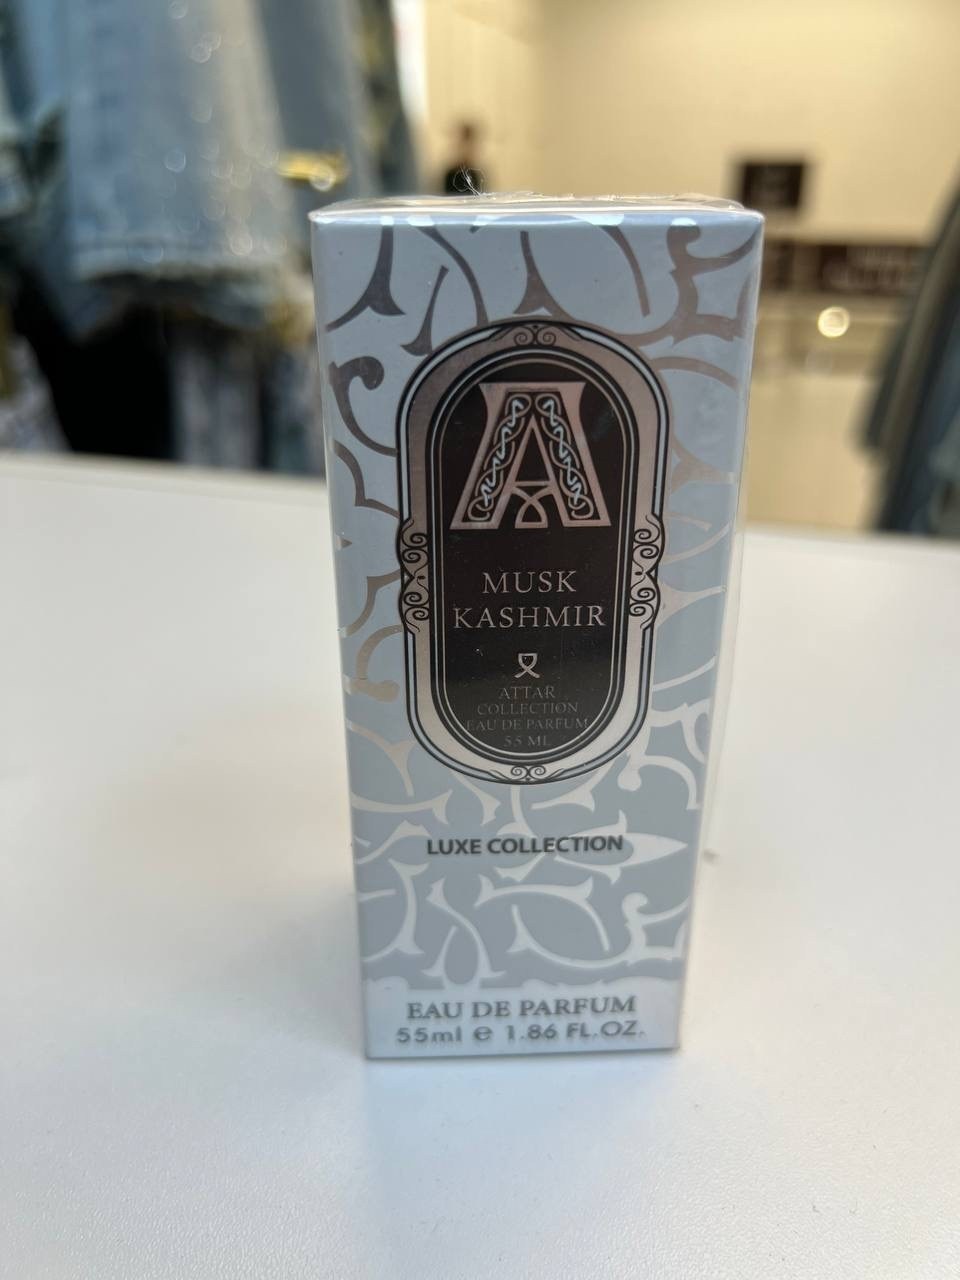 A
MUSK
KASHMIR
ATTAR
COLLECTION
EAU DE PARFUM
55 ML
LUXE COLLECTION
EAU DE PARFUM
55ml e 1.86 FL.OZ.